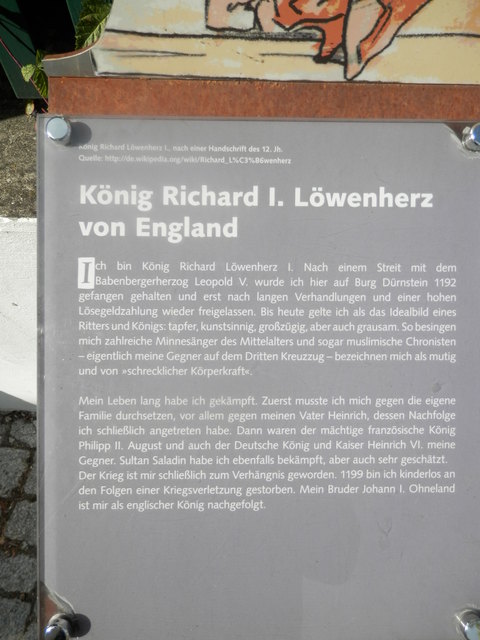 König Richard Löwenherz I., nach einer Handschrift des 12. Jh.
Quelle: http://de.wikipedia.org/wiki/Richard_L%C3%B6wenherz
König Richard I. Löwenherz
von England
Ich bin König Richard Löwenherz I. Nach einem Streit mit dem
Babenbergerherzog Leopold V. wurde ich hier auf Burg Dürnstein 1192
gefangen gehalten und erst nach langen Verhandlungen und einer hohen
Lösegeldzahlung wieder freigelassen. Bis heute gelte ich als das Idealbild eines
Ritters und Königs: tapfer, kunstsinnig, großzügig, aber auch grausam. So besingen
mich zahlreiche Minnesänger des Mittelalters und sogar muslimische Chronisten
– eigentlich meine Gegner auf dem Dritten Kreuzzug – bezeichnen mich als mutig
und von »schrecklicher Körperkraft«.
Mein Leben lang habe ich gekämpft. Zuerst musste ich mich gegen die eigene
Familie durchsetzen, vor allem gegen meinen Vater Heinrich, dessen Nachfolge
ich schließlich angetreten habe. Dann waren der mächtige französische König
Philipp II. August und auch der Deutsche König und Kaiser Heinrich VI. meine
Gegner. Sultan Saladin habe ich ebenfalls bekämpft, aber auch sehr geschätzt.
Der Krieg ist mir schließlich zum Verhängnis geworden. 1199 bin ich kinderlos an
den Folgen einer Kriegsverletzung gestorben. Mein Bruder Johann I. Ohneland
ist mir als englischer König nachgefolgt.